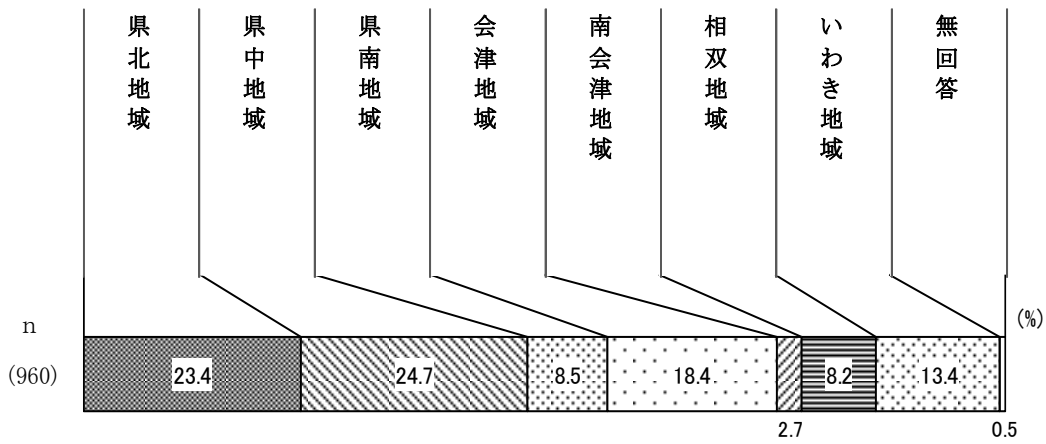 県北地域
県中地域
県南地域
会津地域
南会津地域
相双地域
いわき地域
無回答
(%)
n
(960)
23.4
24.7
8.5
18.4
8.2
13.4
2.7
0.5